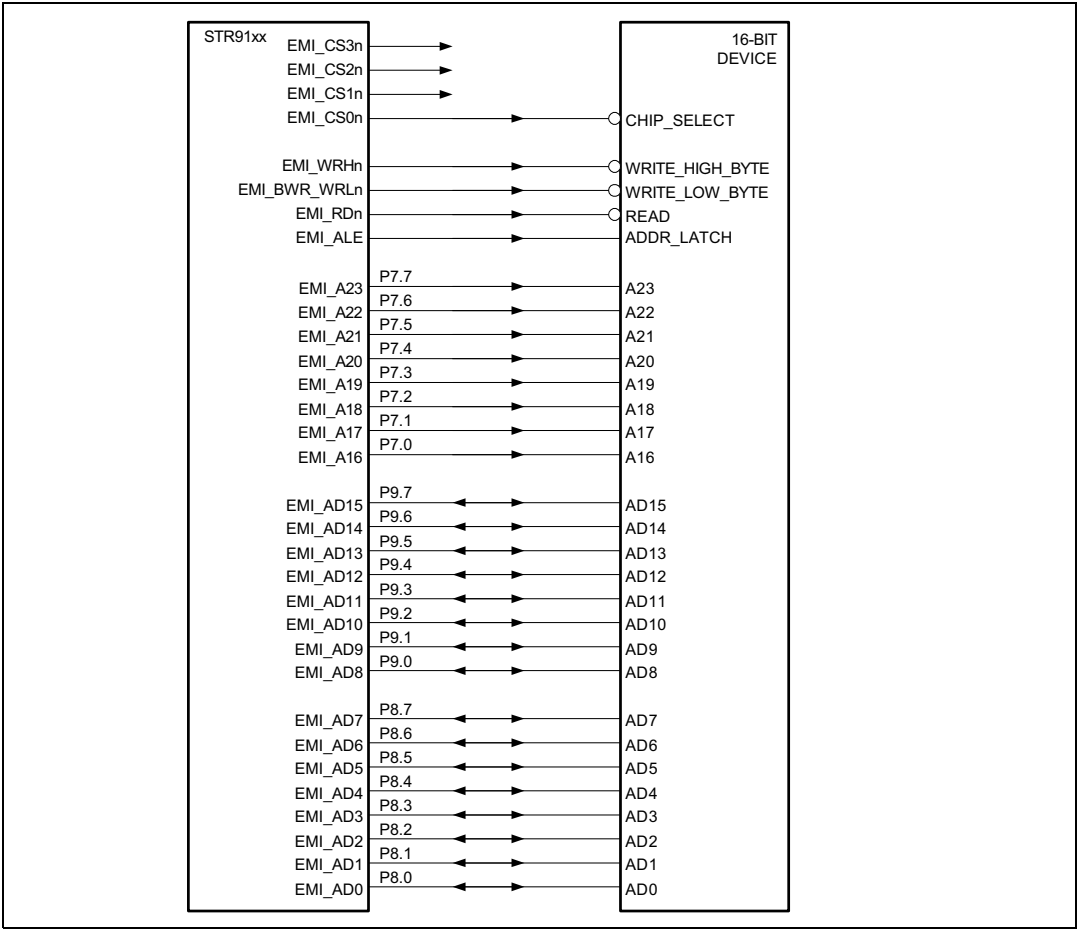 STR91xx
16-BIT
DEVICE
EMI_CS3n
EMI_CS2n
EMI_CS1n
EMI_CS0n CHIP_SELECT
EMI_WRHn WRITE_HIGH_BYTE
EMI_BWR_WRLn WRITE_LOW_BYTE
EMI_RDn READ
EMI_ALE ADDR_LATCH
EMI_A23 P7.7 A23
EMI_A22 P7.6 A22
EMI_A21 P7.5 A21
EMI_A20 P7.4 A20
EMI_A19 P7.3 A19
EMI_A18 P7.2 A18
EMI_A17 P7.1 A17
EMI_A16 P7.0 A16
EMI_AD15 P9.7 AD15
EMI_AD14 P9.6 AD14
EMI_AD13 P9.5 AD13
EMI_AD12 P9.4 AD12
EMI_AD11 P9.3 AD11
EMI_AD10 P9.2 AD10
EMI_AD9 P9.1 AD9
EMI_AD8 P9.0 AD8
EMI_AD7 P8.7 AD7
EMI_AD6 P8.6 AD6
EMI_AD5 P8.5 AD5
EMI_AD4 P8.4 AD4
EMI_AD3 P8.3 AD3
EMI_AD2 P8.2 AD2
EMI_AD1 P8.1 AD1
EMI_AD0 P8.0 AD0